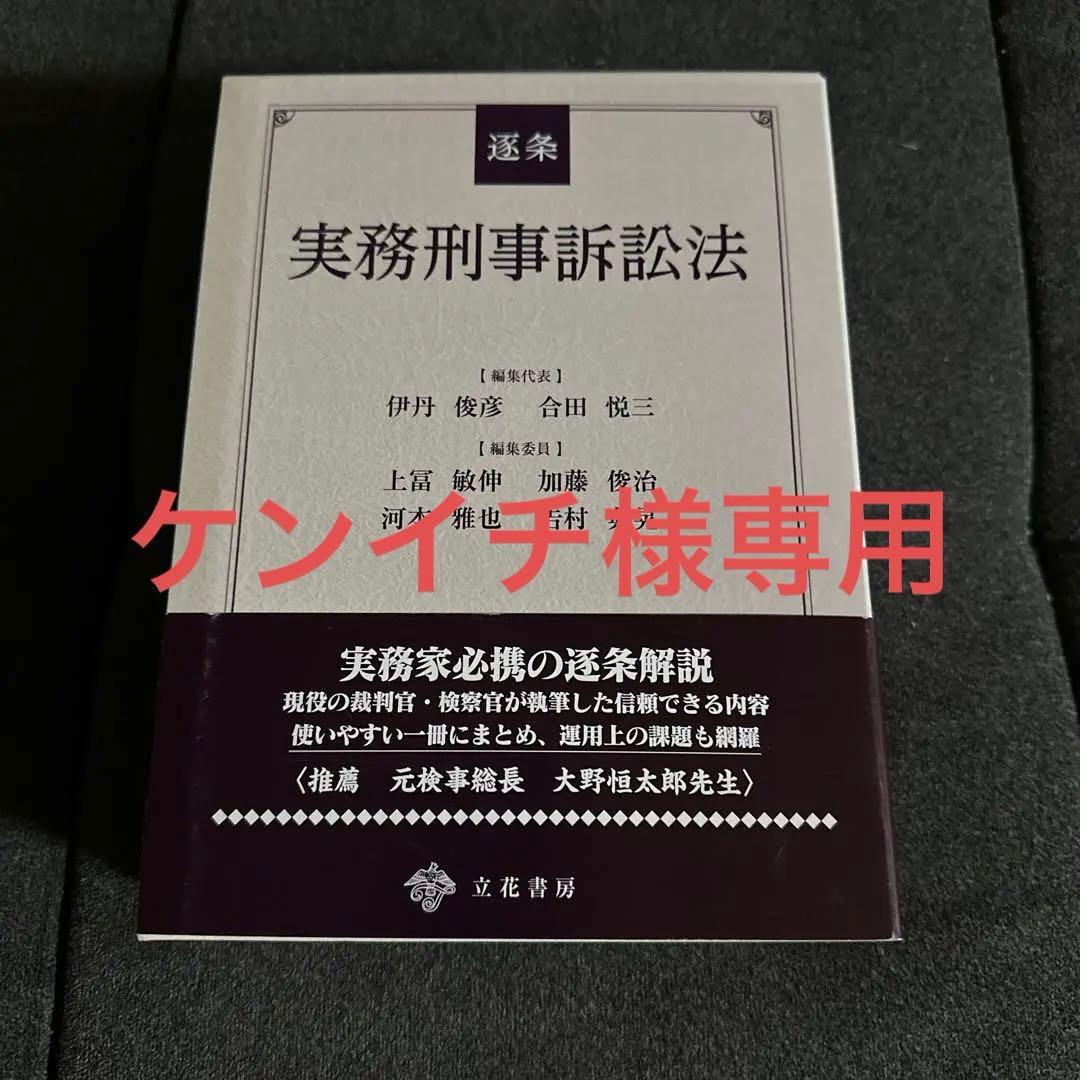 逐条
実務刑事訴訟法
【編集代表】
伊丹 俊彦 合田 悦三
【編集委員】
上冨 敏伸 加藤 俊治
河本 雅也 村
ケンイチ様専用
実務家必携の逐条解説
現役の裁判官・検察官が執筆した信頼できる内容
使いやすい一冊にまとめ、運用上の課題も網羅
〈推薦 元検事総長 大野恒太郎先生〉
立花書房